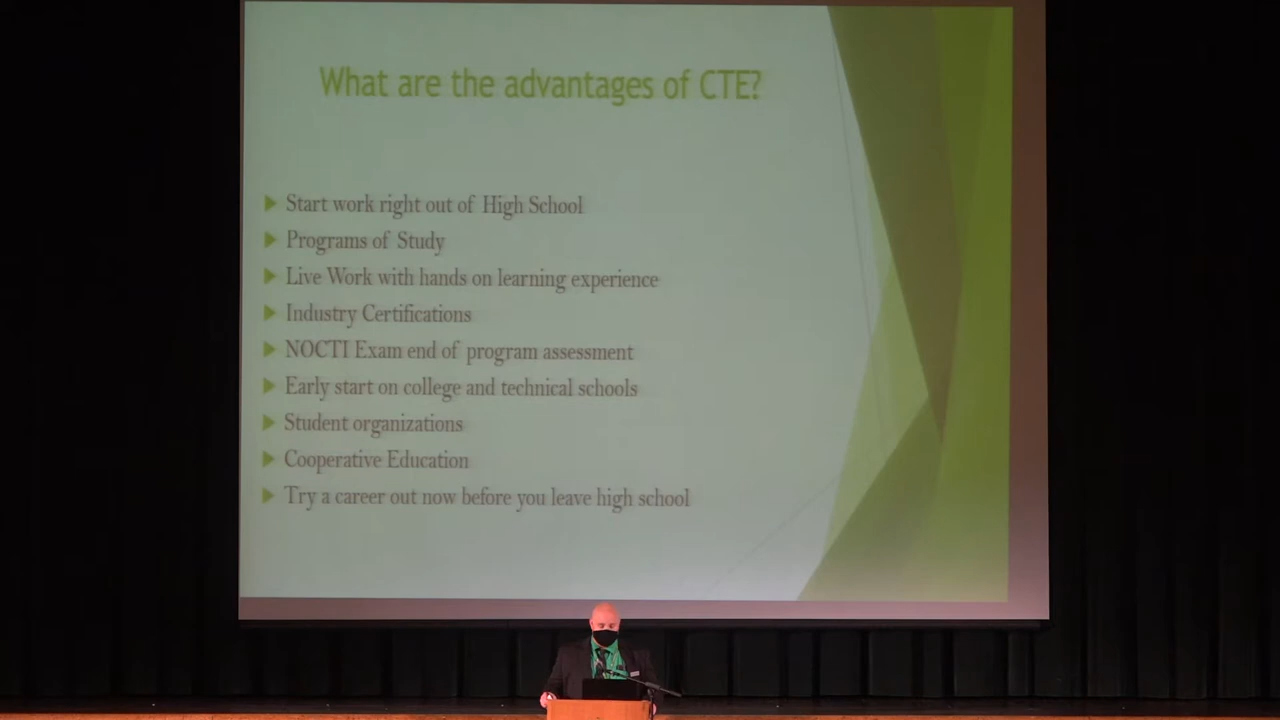 What are the advantages of CTE?
Start work right out of High School
Programs of Study
Live Work with hands on learning experience
Industry Certifications
NOCTI Exam end of program assessment
Early start on college and technical schools
Student organizations
Cooperative Education
Try a career out now before you leave high school